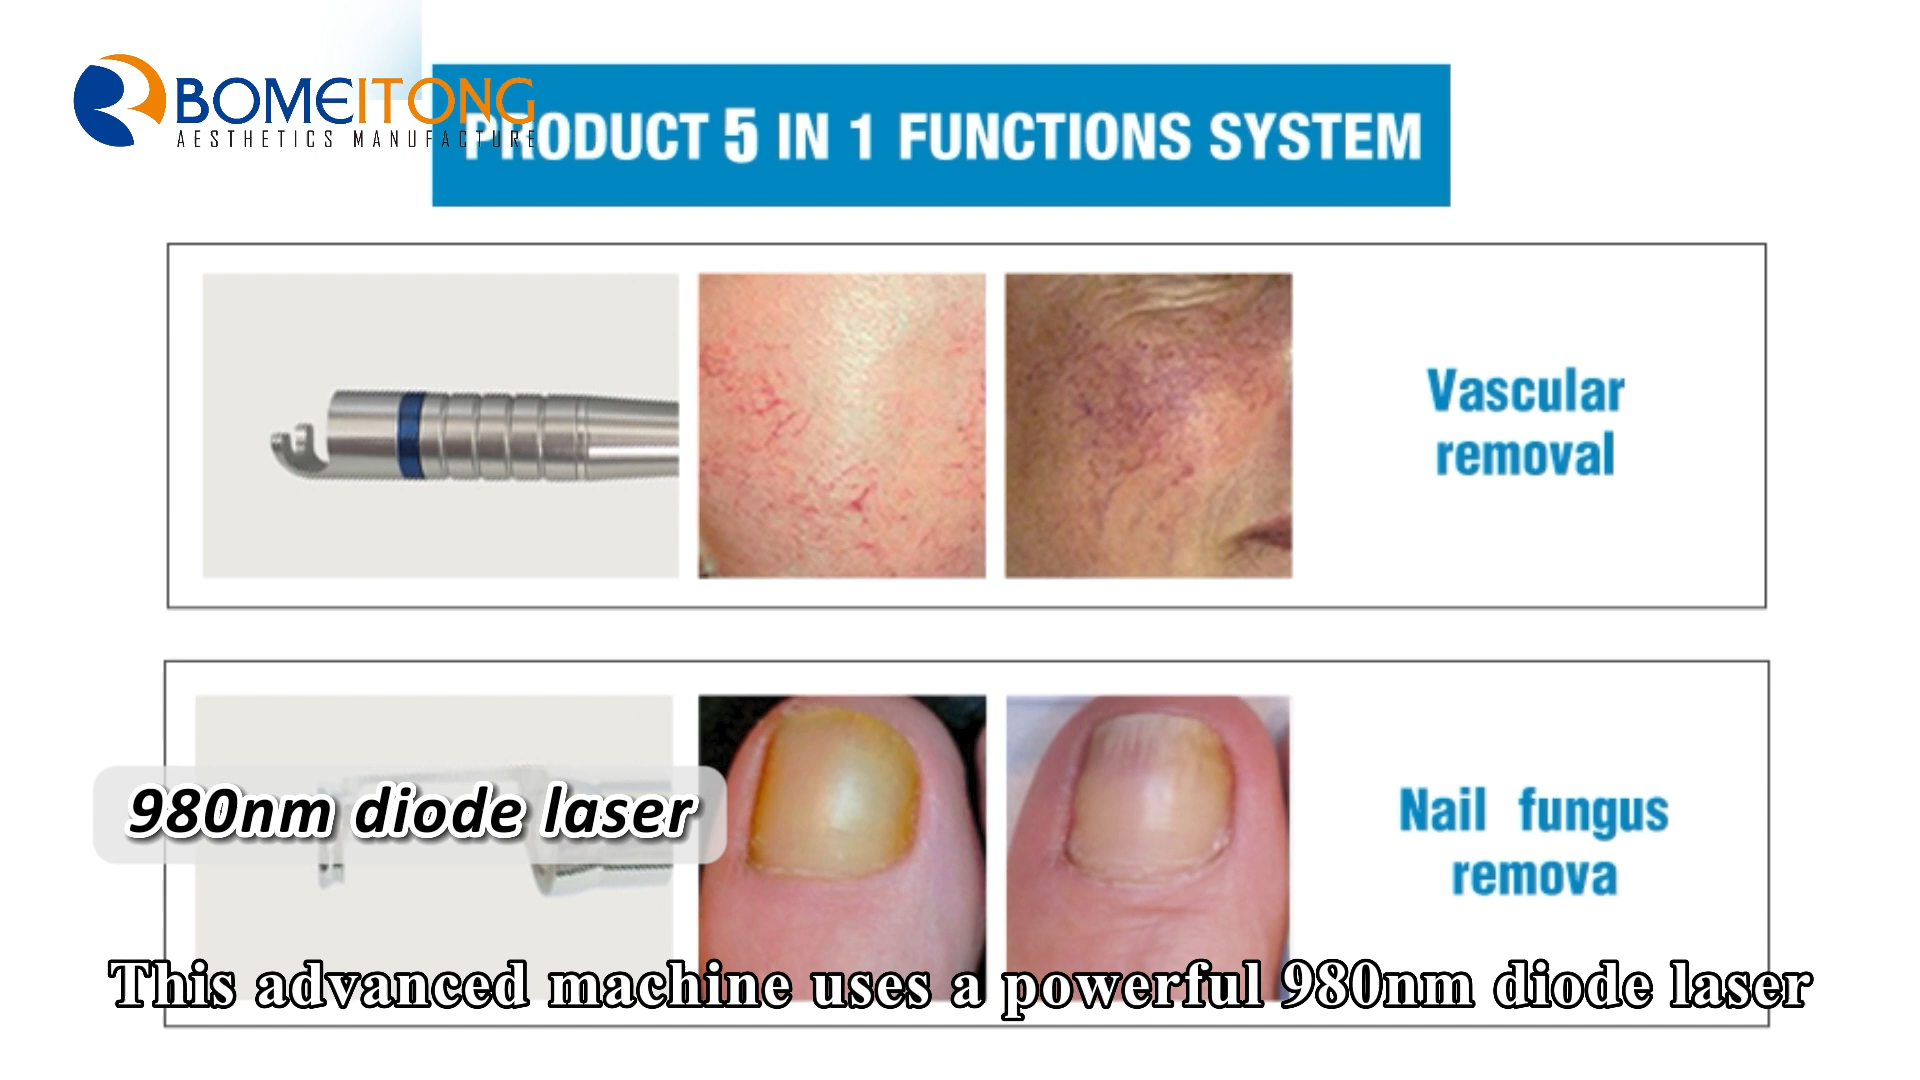 BOMEITONG
AESTHETICS MANUFACTURE
PRODUCT 5 IN 1 FUNCTIONS SYSTEM
Vascular
removal
980nm diode laser
Nail fungus
remova
This advanced machine uses a powerful 980nm diode laser